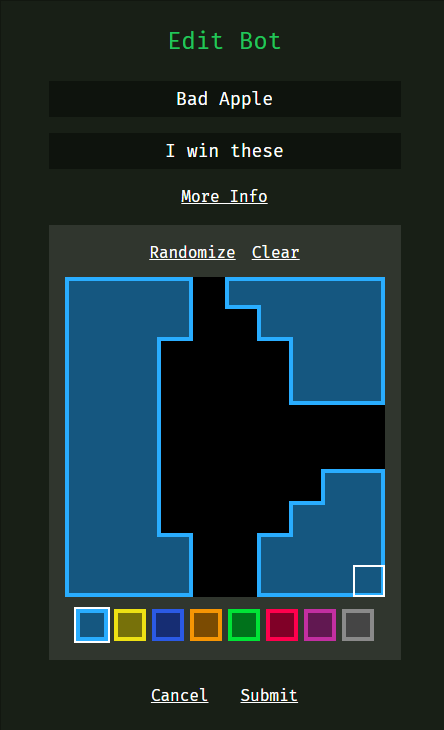 Edit Bot
Bad Apple
I win these
More Info
Randomize Clear
Cancel Submit